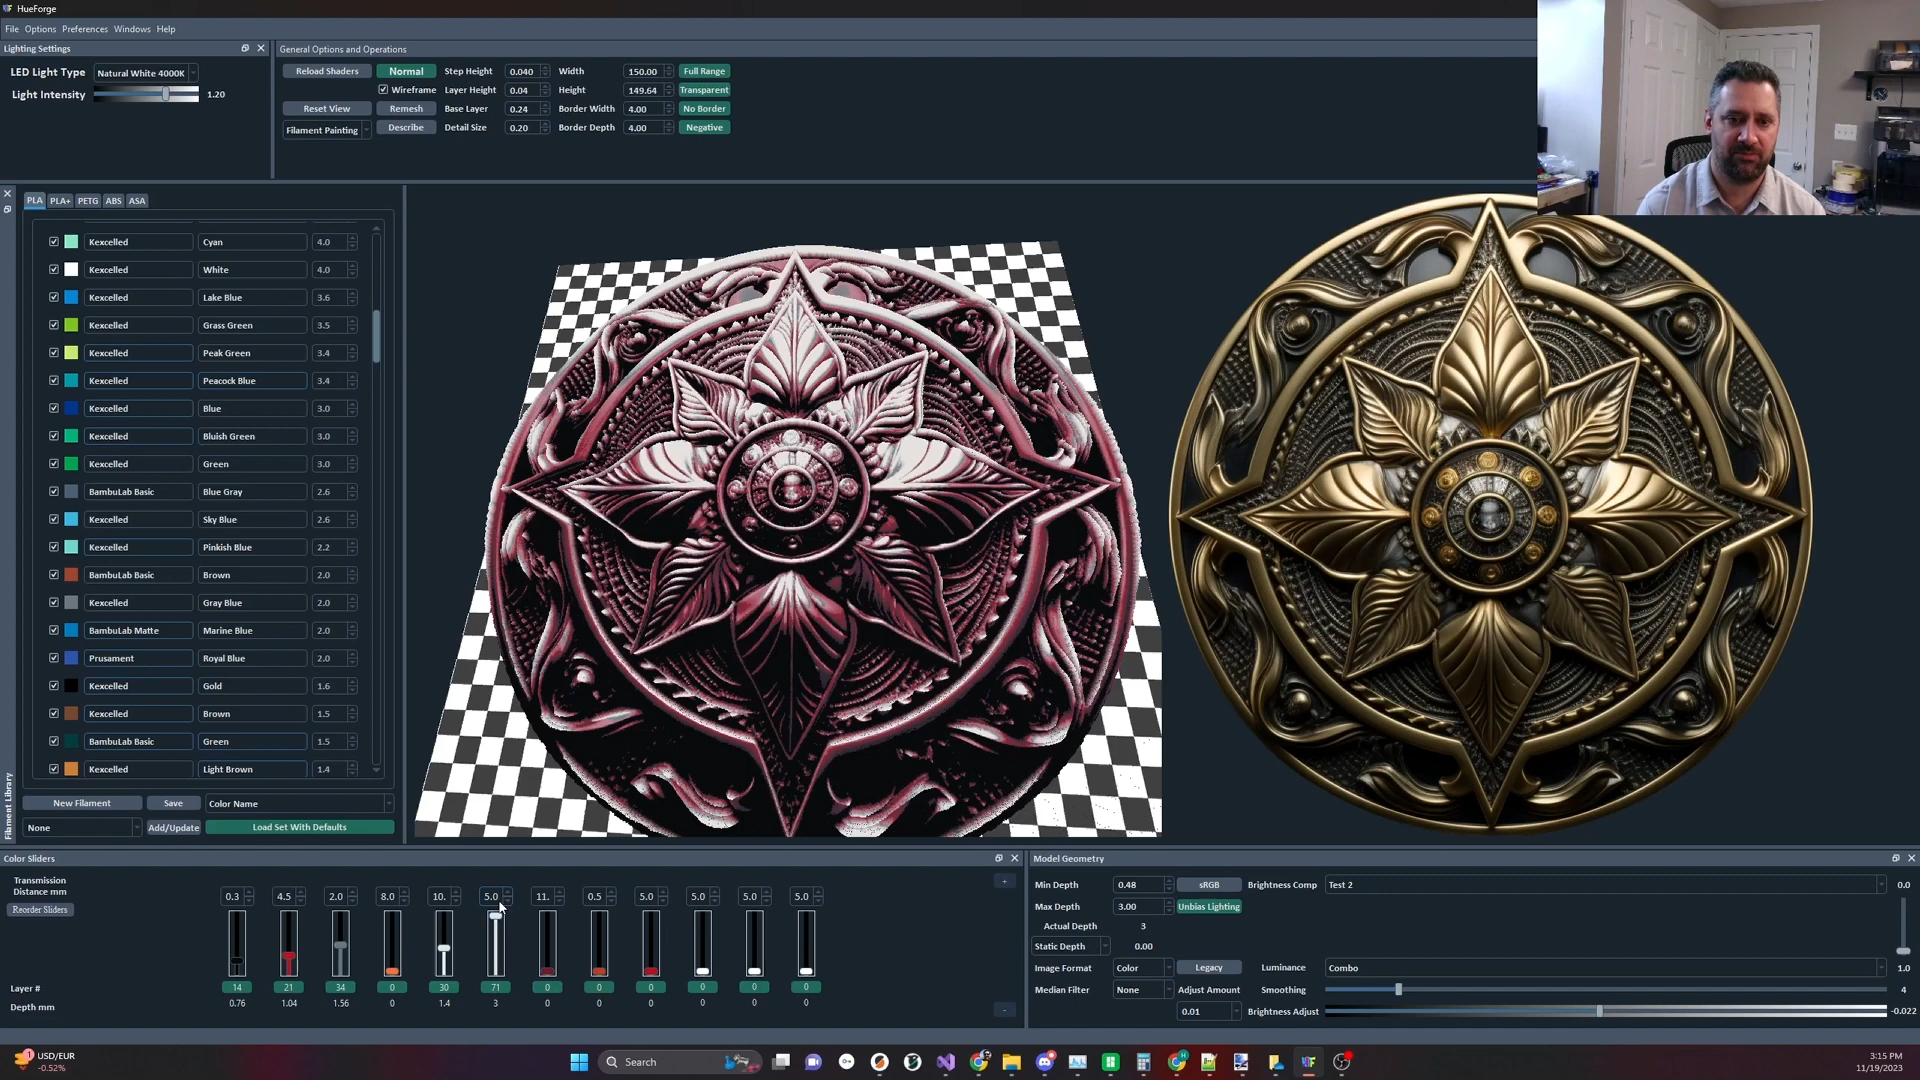 HueForge
File Options Preferences Windows Help
Lighting Settings
LED Light Type Natural White 4000K
Light Intensity 1.20
General Options and Operations
Reload Shaders Normal Step Height 0.040 Width 150.00 Full Range
Wireframe Layer Height 0.04 Height 149.64 Transparent
Reset View Remesh Base Layer 0.24 Border Width 4.00 No Border
Filament Painting Describe Detail Size 0.20 Border Depth 4.00 Negative
PLA PLA+ PETG ABS ASA
Kexcelled Cyan 4.0
Kexcelled White 4.0
Kexcelled Lake Blue 3.6
Kexcelled Grass Green 3.5
Kexcelled Peak Green 3.4
Kexcelled Peacock Blue 3.4
Kexcelled Blue 3.0
Kexcelled Bluish Green 3.0
Kexcelled Green 3.0
BambuLab Basic Blue Gray 2.6
Kexcelled Sky Blue 2.6
Kexcelled Pinkish Blue 2.2
BambuLab Basic Brown 2.0
Kexcelled Gray Blue 2.0
BambuLab Matte Marine Blue 2.0
Prusament Royal Blue 2.0
Kexcelled Gold 1.6
Kexcelled Brown 1.5
BambuLab Basic Green 1.5
Kexcelled Light Brown 1.4
Filament Library
New Filament Save Color Name
None Add/Update Load Set With Defaults
Color Sliders
Transmission
Distance mm
Reorder Sliders
0.3 4.5 2.0 8.0 10. 5.0 11. 0.5 5.0 5.0 5.0 5.0
+
Layer # 14 21 34 0 30 71 0 0 0 0 0 0
Depth mm 0.76 1.04 1.56 0 1.4 3 0 0 0 0 0 0
-
Model Geometry
Min Depth 0.48 sRGB Brightness Comp Test 2 0.0
Max Depth 3.00 Unbias Lighting
Actual Depth 3
Static Depth 0.00
Image Format Color Legacy Luminance Combo 1.0
Median Filter None Adjust Amount Smoothing 4
0.01 Brightness Adjust -0.022
1 USD/EUR
-0.52%
Search
3:15 PM
11/19/2023